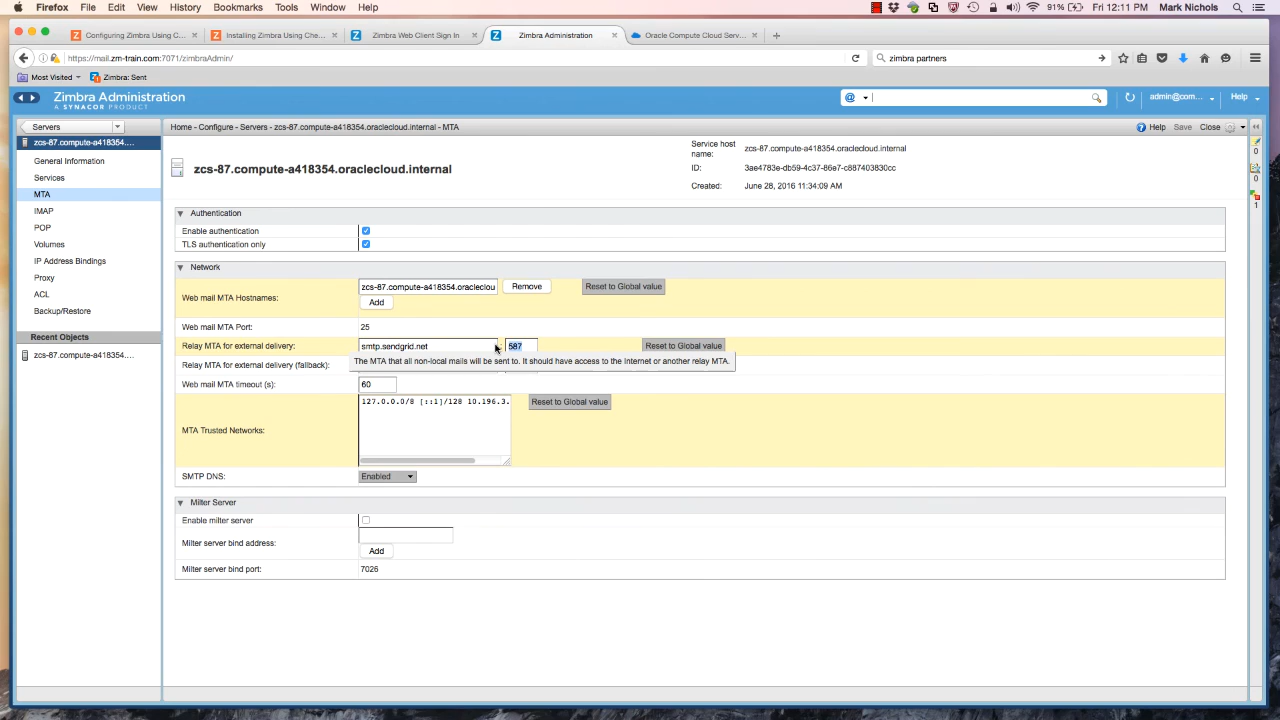 Firefox File Edit View History Bookmarks Tools Window Help 91% Fri 12:11 PM Mark Nichols
Configuring Zimbra Using C... × Installing Zimbra Using Che... × Zimbra Web Client Sign In × Zimbra Administration × Oracle Compute Cloud Serv... × +
https://mail.zm-train.com:7071/zimbraAdmin/ zimbra partners
Most Visited Zimbra: Sent
Zimbra Administration
A SYNACOR PRODUCT
@ admin@com... Help
Servers
Home - Configure - Servers - zcs-87.compute-a418354.oraclecloud.internal - MTA Help Save Close
zcs-87.compute-a418354....
General Information
Services
MTA
IMAP
POP
Volumes
IP Address Bindings
Proxy
ACL
Backup/Restore
Recent Objects
zcs-87.compute-a418354....
zcs-87.compute-a418354.oraclecloud.internal
Service host name: zcs-87.compute-a418354.oraclecloud.internal
ID: 3ae4783e-db59-4c37-86e7-c887403830cc
Created: June 28, 2016 11:34:09 AM
0
0
1
Authentication
Enable authentication
TLS authentication only
Network
Web mail MTA Hostnames: zcs-87.compute-a418354.oracleclou Remove Reset to Global value
Add
Web mail MTA Port: 25
Relay MTA for external delivery: smtp.sendgrid.net 587 Reset to Global value
The MTA that all non-local mails will be sent to. It should have access to the Internet or another relay MTA.
Relay MTA for external delivery (fallback):
Web mail MTA timeout (s): 60
MTA Trusted Networks: 127.0.0.0/8 [::1]/128 10.196.3. Reset to Global value
SMTP DNS: Enabled
Milter Server
Enable milter server
Milter server bind address:
Add
Milter server bind port: 7026